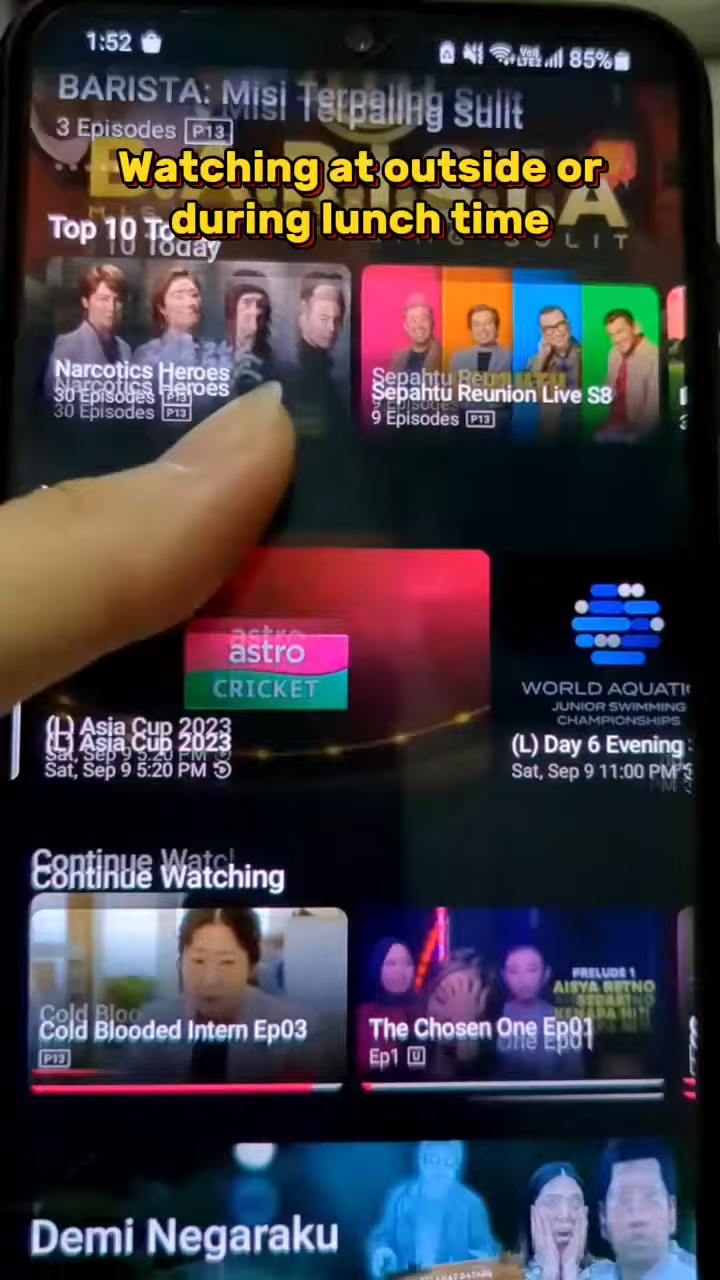 1:52
VoD LTE2 85%
BARISTA: Misi Terpaling Sulit
3 Episodes P13
Watching at outside or
during lunch time
Top 10 Today
Narcotics Heroes
30 Episodes P13
Sepahtu Reunion Live S8
9 Episodes P13
astro
CRICKET
(L) Asia Cup 2023
Sat, Sep 9 5:20 PM
WORLD AQUATI
JUNIOR SWIMMING
CHAMPIONSHIPS
(L) Day 6 Evening
Sat, Sep 9 11:00 PM
Continue Watching
Cold Blooded Intern Ep03
P13
PRELUDE 1
AISYA RETNO
The Chosen One Ep01
Ep1 U
Demi Negaraku